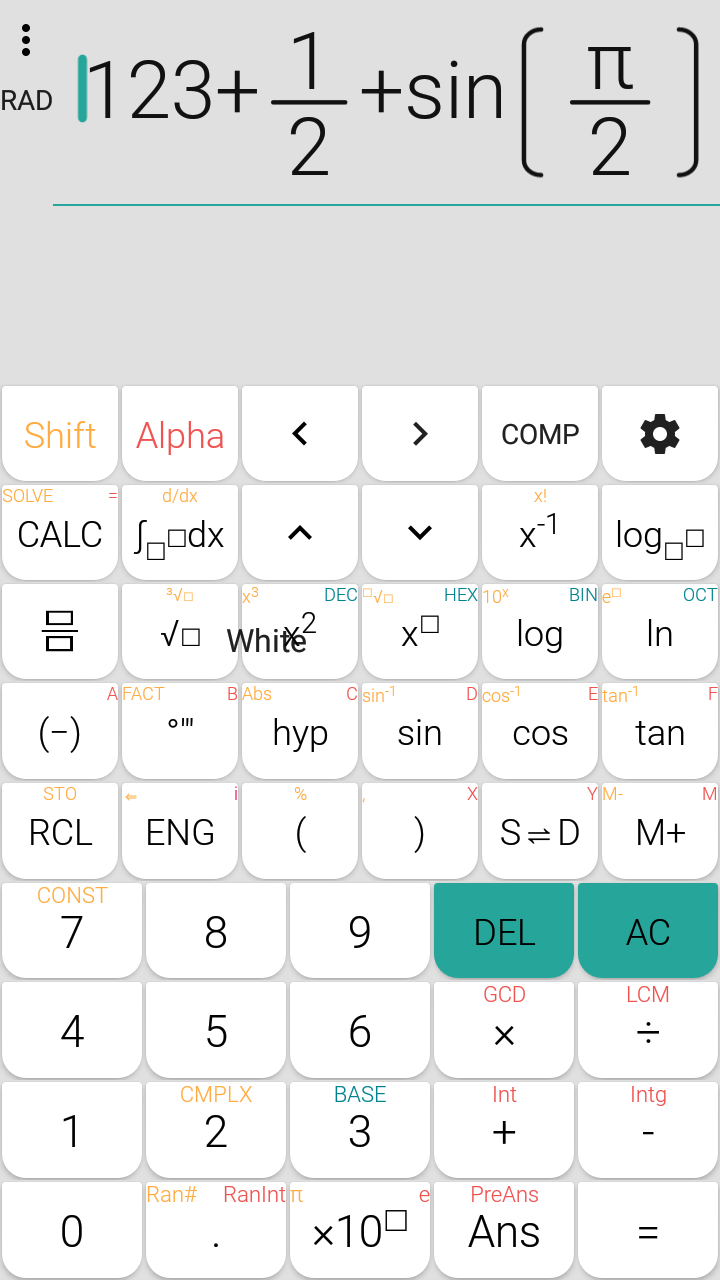 RAD 123+1/2+sin(π/2)
Shift Alpha < > COMP
SOLVE = d/dx x!
CALC ∫□□dx x⁻¹ log□□
³√□ x³ DEC □√□ HEX 10ˣ BIN e□ OCT
√□ x² x□ log ln
White
A FACT B Abs C sin⁻¹ D cos⁻¹ E tan⁻¹ F
(−) °'" hyp sin cos tan
STO ⇐ i % , X Y M- M
RCL ENG ( ) S⇌D M+
CONST
7 8 9 DEL AC
GCD LCM
4 5 6 × ÷
CMPLX BASE Int Intg
1 2 3 + -
Ran# RanInt π e PreAns
0 . ×10□ Ans =